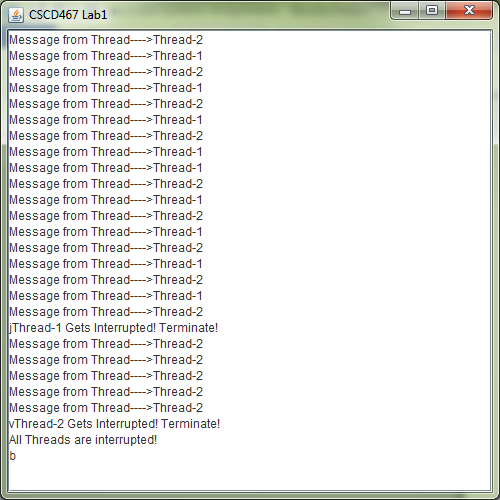 CSCD467 Lab1
Message from Thread---->Thread-2
Message from Thread---->Thread-1
Message from Thread---->Thread-2
Message from Thread---->Thread-1
Message from Thread---->Thread-2
Message from Thread---->Thread-1
Message from Thread---->Thread-2
Message from Thread---->Thread-1
Message from Thread---->Thread-1
Message from Thread---->Thread-2
Message from Thread---->Thread-1
Message from Thread---->Thread-2
Message from Thread---->Thread-1
Message from Thread---->Thread-2
Message from Thread---->Thread-1
Message from Thread---->Thread-2
Message from Thread---->Thread-1
Message from Thread---->Thread-2
jThread-1 Gets Interrupted! Terminate!
Message from Thread---->Thread-2
Message from Thread---->Thread-2
Message from Thread---->Thread-2
Message from Thread---->Thread-2
Message from Thread---->Thread-2
vThread-2 Gets Interrupted! Terminate!
All Threads are interrupted!
b